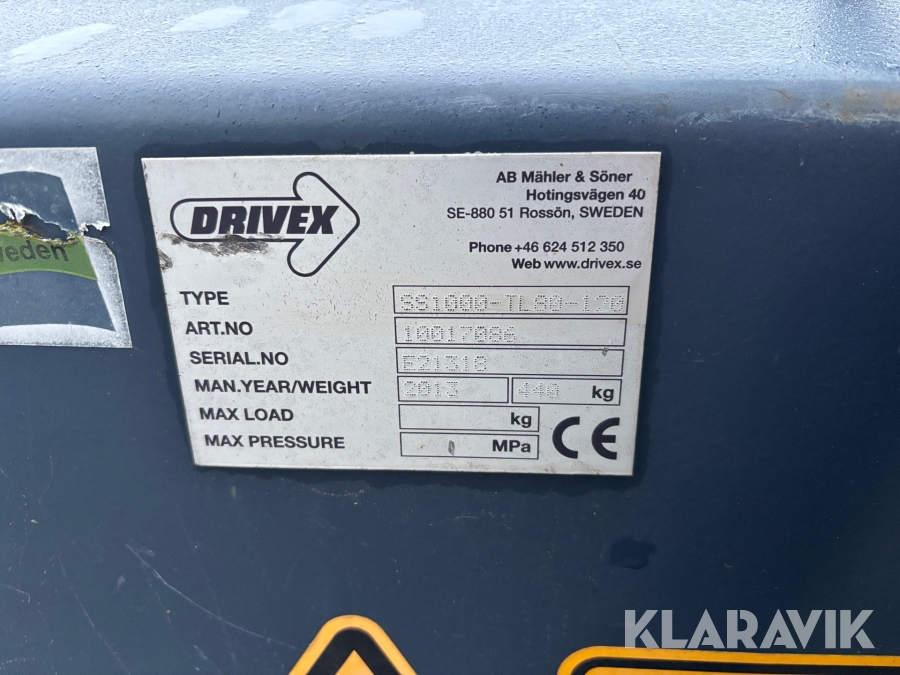 DRIVEX
AB Mähler & Söner
Hotingsvägen 40
SE-880 51 Rossön, SWEDEN
Phone +46 624 512 350
Web www.drivex.se
TYPE SS1000-TL80-190
ART.NO 10017086
SERIAL.NO E21318
MAN.YEAR/WEIGHT 2013 440 kg
MAX LOAD kg
MAX PRESSURE MPa
CE
eden
KLARAVIK